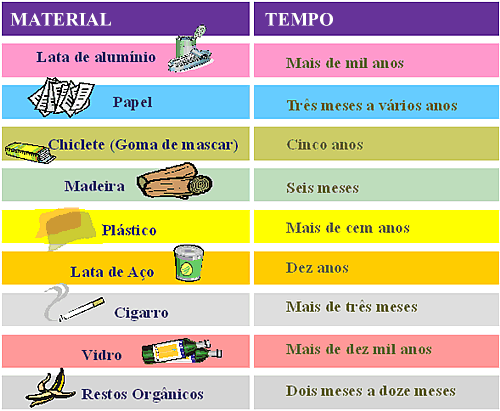 MATERIAL TEMPO
Lata de alumínio Mais de mil anos
Papel Três meses a vários anos
Chiclete (Goma de mascar) Cinco anos
Madeira Seis meses
Plástico Mais de cem anos
Lata de Aço Dez anos
Cigarro Mais de três meses
Vidro Mais de dez mil anos
Restos Orgânicos Dois meses a doze meses